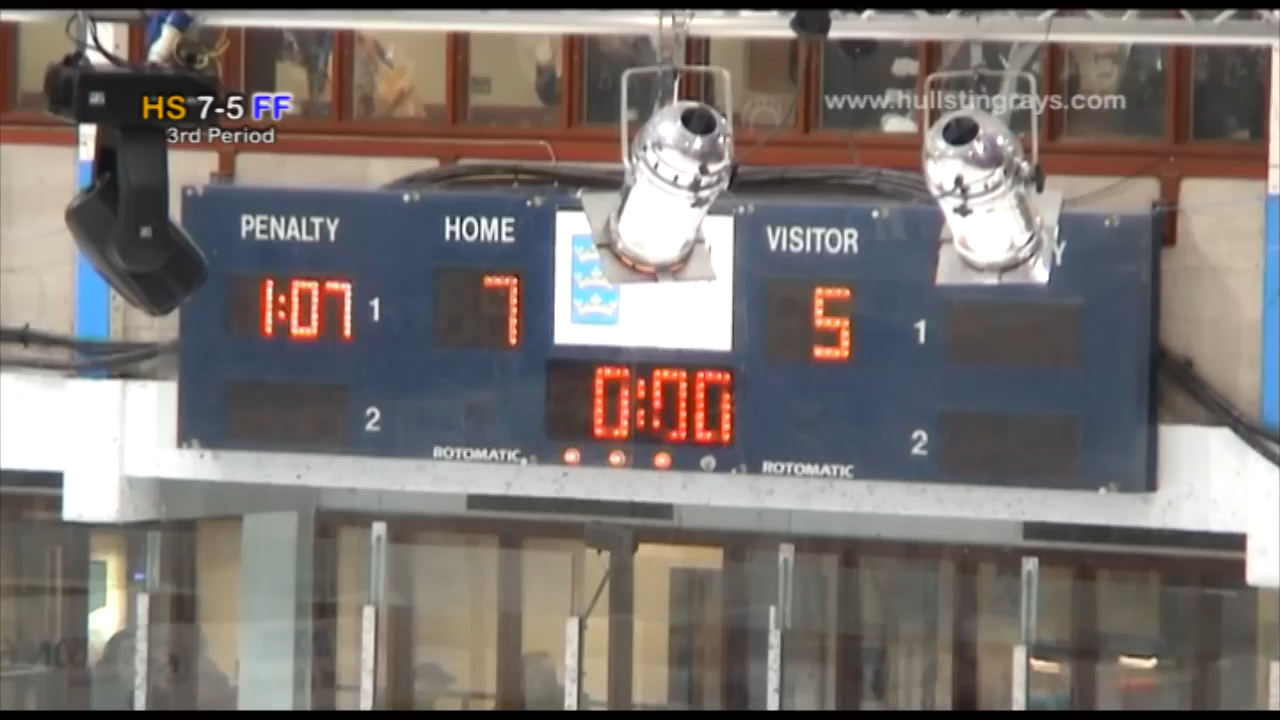 HS 7-5 FF
3rd Period
www.hullstingrays.com
PENALTY HOME VISITOR Y
1:07 1 7 5 1
0:00
2 2
ROTOMATIC ROTOMATIC